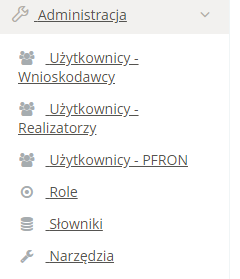 Administracja
Użytkownicy -
Wnioskodawcy
Użytkownicy -
Realizatorzy
Użytkownicy - PFRON
Role
Słowniki
Narzędzia